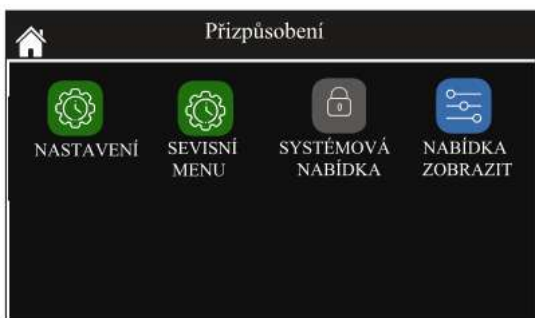 Přizpůsobení
NASTAVENÍ
SEVISNÍ
MENU
SYSTÉMOVÁ
NABÍDKA
NABÍDKA
ZOBRAZIT